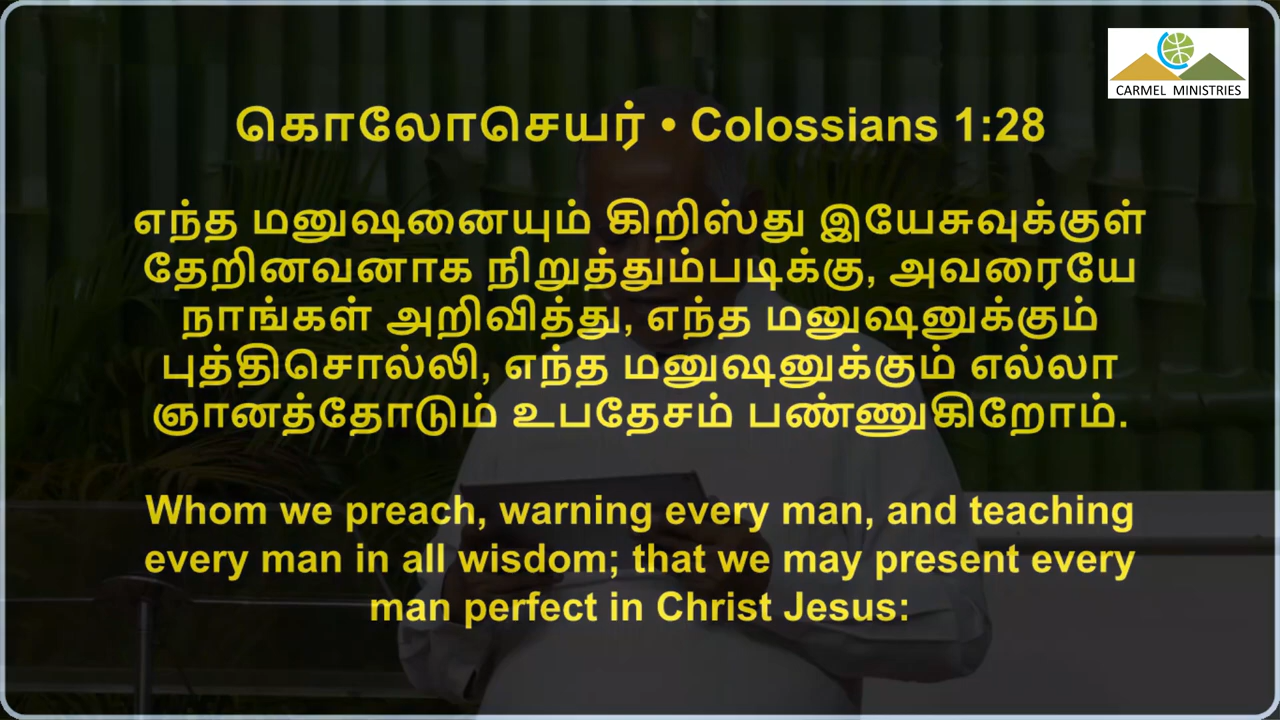 CARMEL MINISTRIES
கொலோசெயர் • Colossians 1:28
எந்த மனுஷனையும் கிறிஸ்து இயேசுவுக்குள்
தேறினவனாக நிறுத்தும்படிக்கு, அவரையே
நாங்கள் அறிவித்து, எந்த மனுஷனுக்கும்
புத்திசொல்லி, எந்த மனுஷனுக்கும் எல்லா
ஞானத்தோடும் உபதேசம் பண்ணுகிறோம்.
Whom we preach, warning every man, and teaching
every man in all wisdom; that we may present every
man perfect in Christ Jesus: